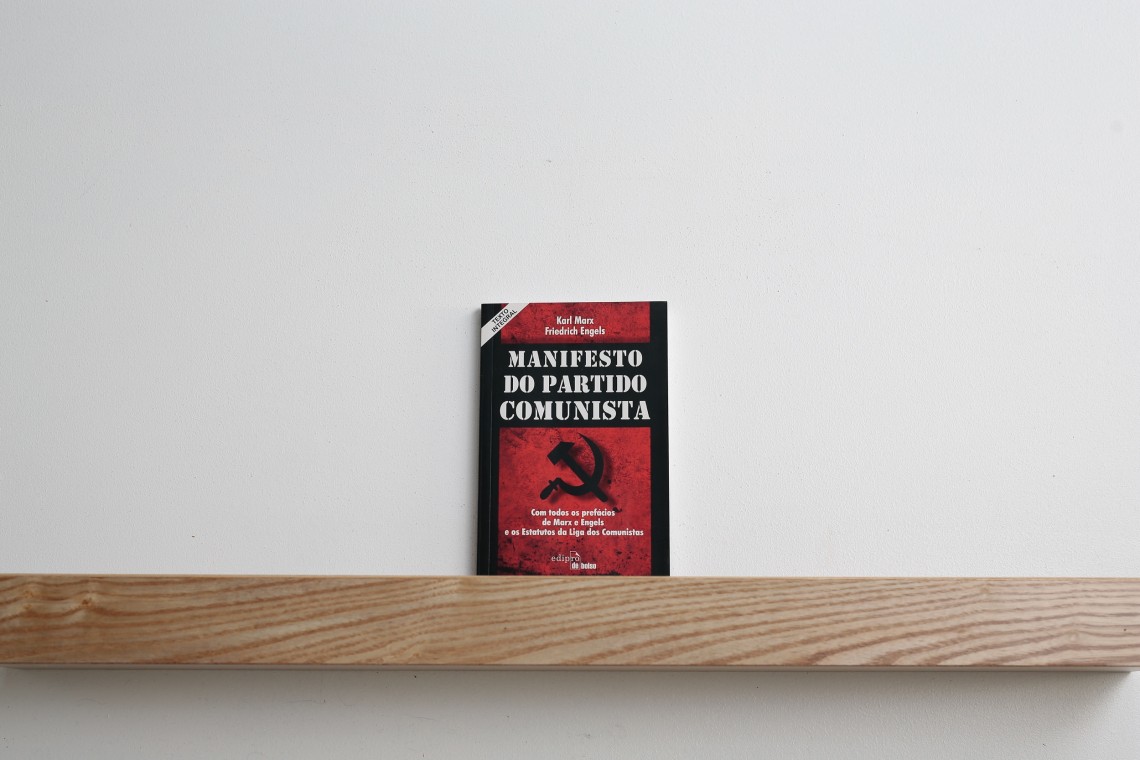 TEXTO
INTEGRAL
Karl Marx
Friedrich Engels
MANIFESTO
DO PARTIDO
COMUNISTA
Com todos os prefácios
de Marx e Engels
e os Estatutos da Liga dos Comunistas
edipro
de bolso